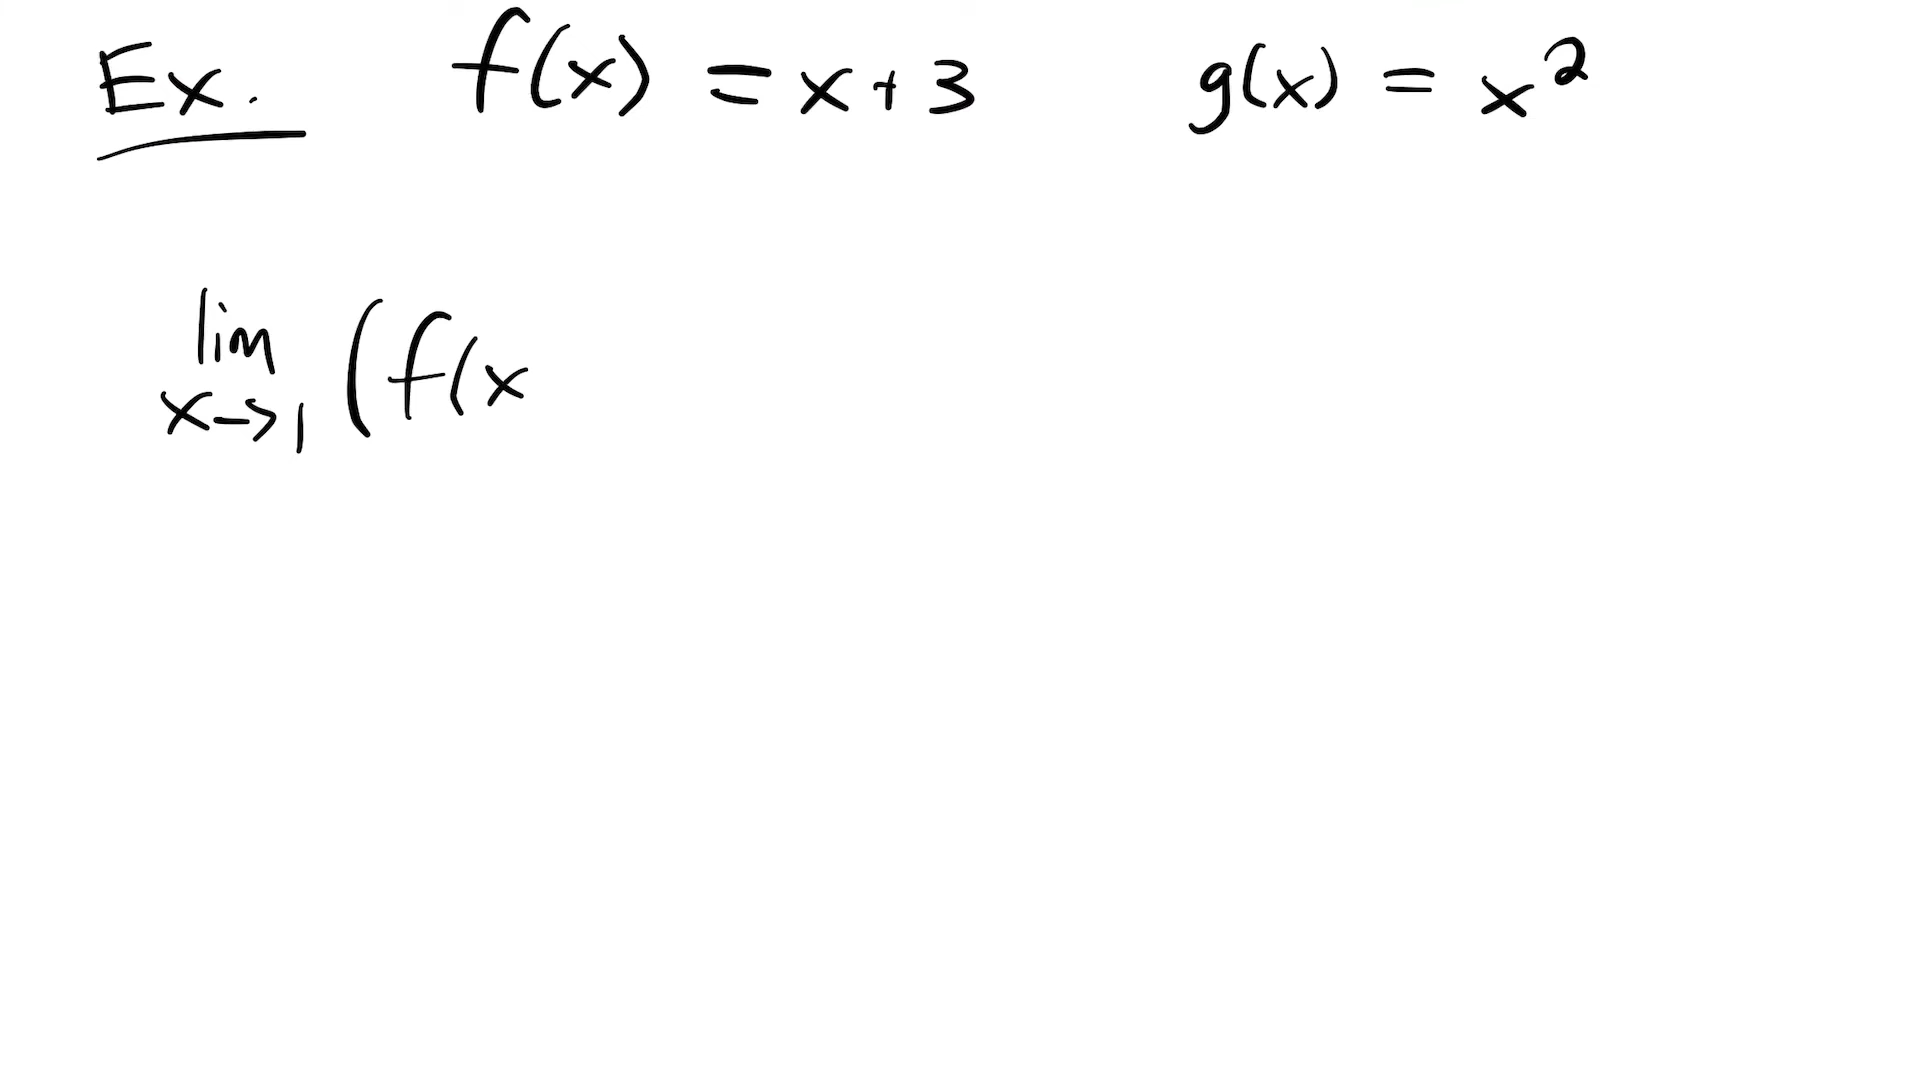 Ex. f(x) = x+3 g(x) = x²
lim (f(x
x→1